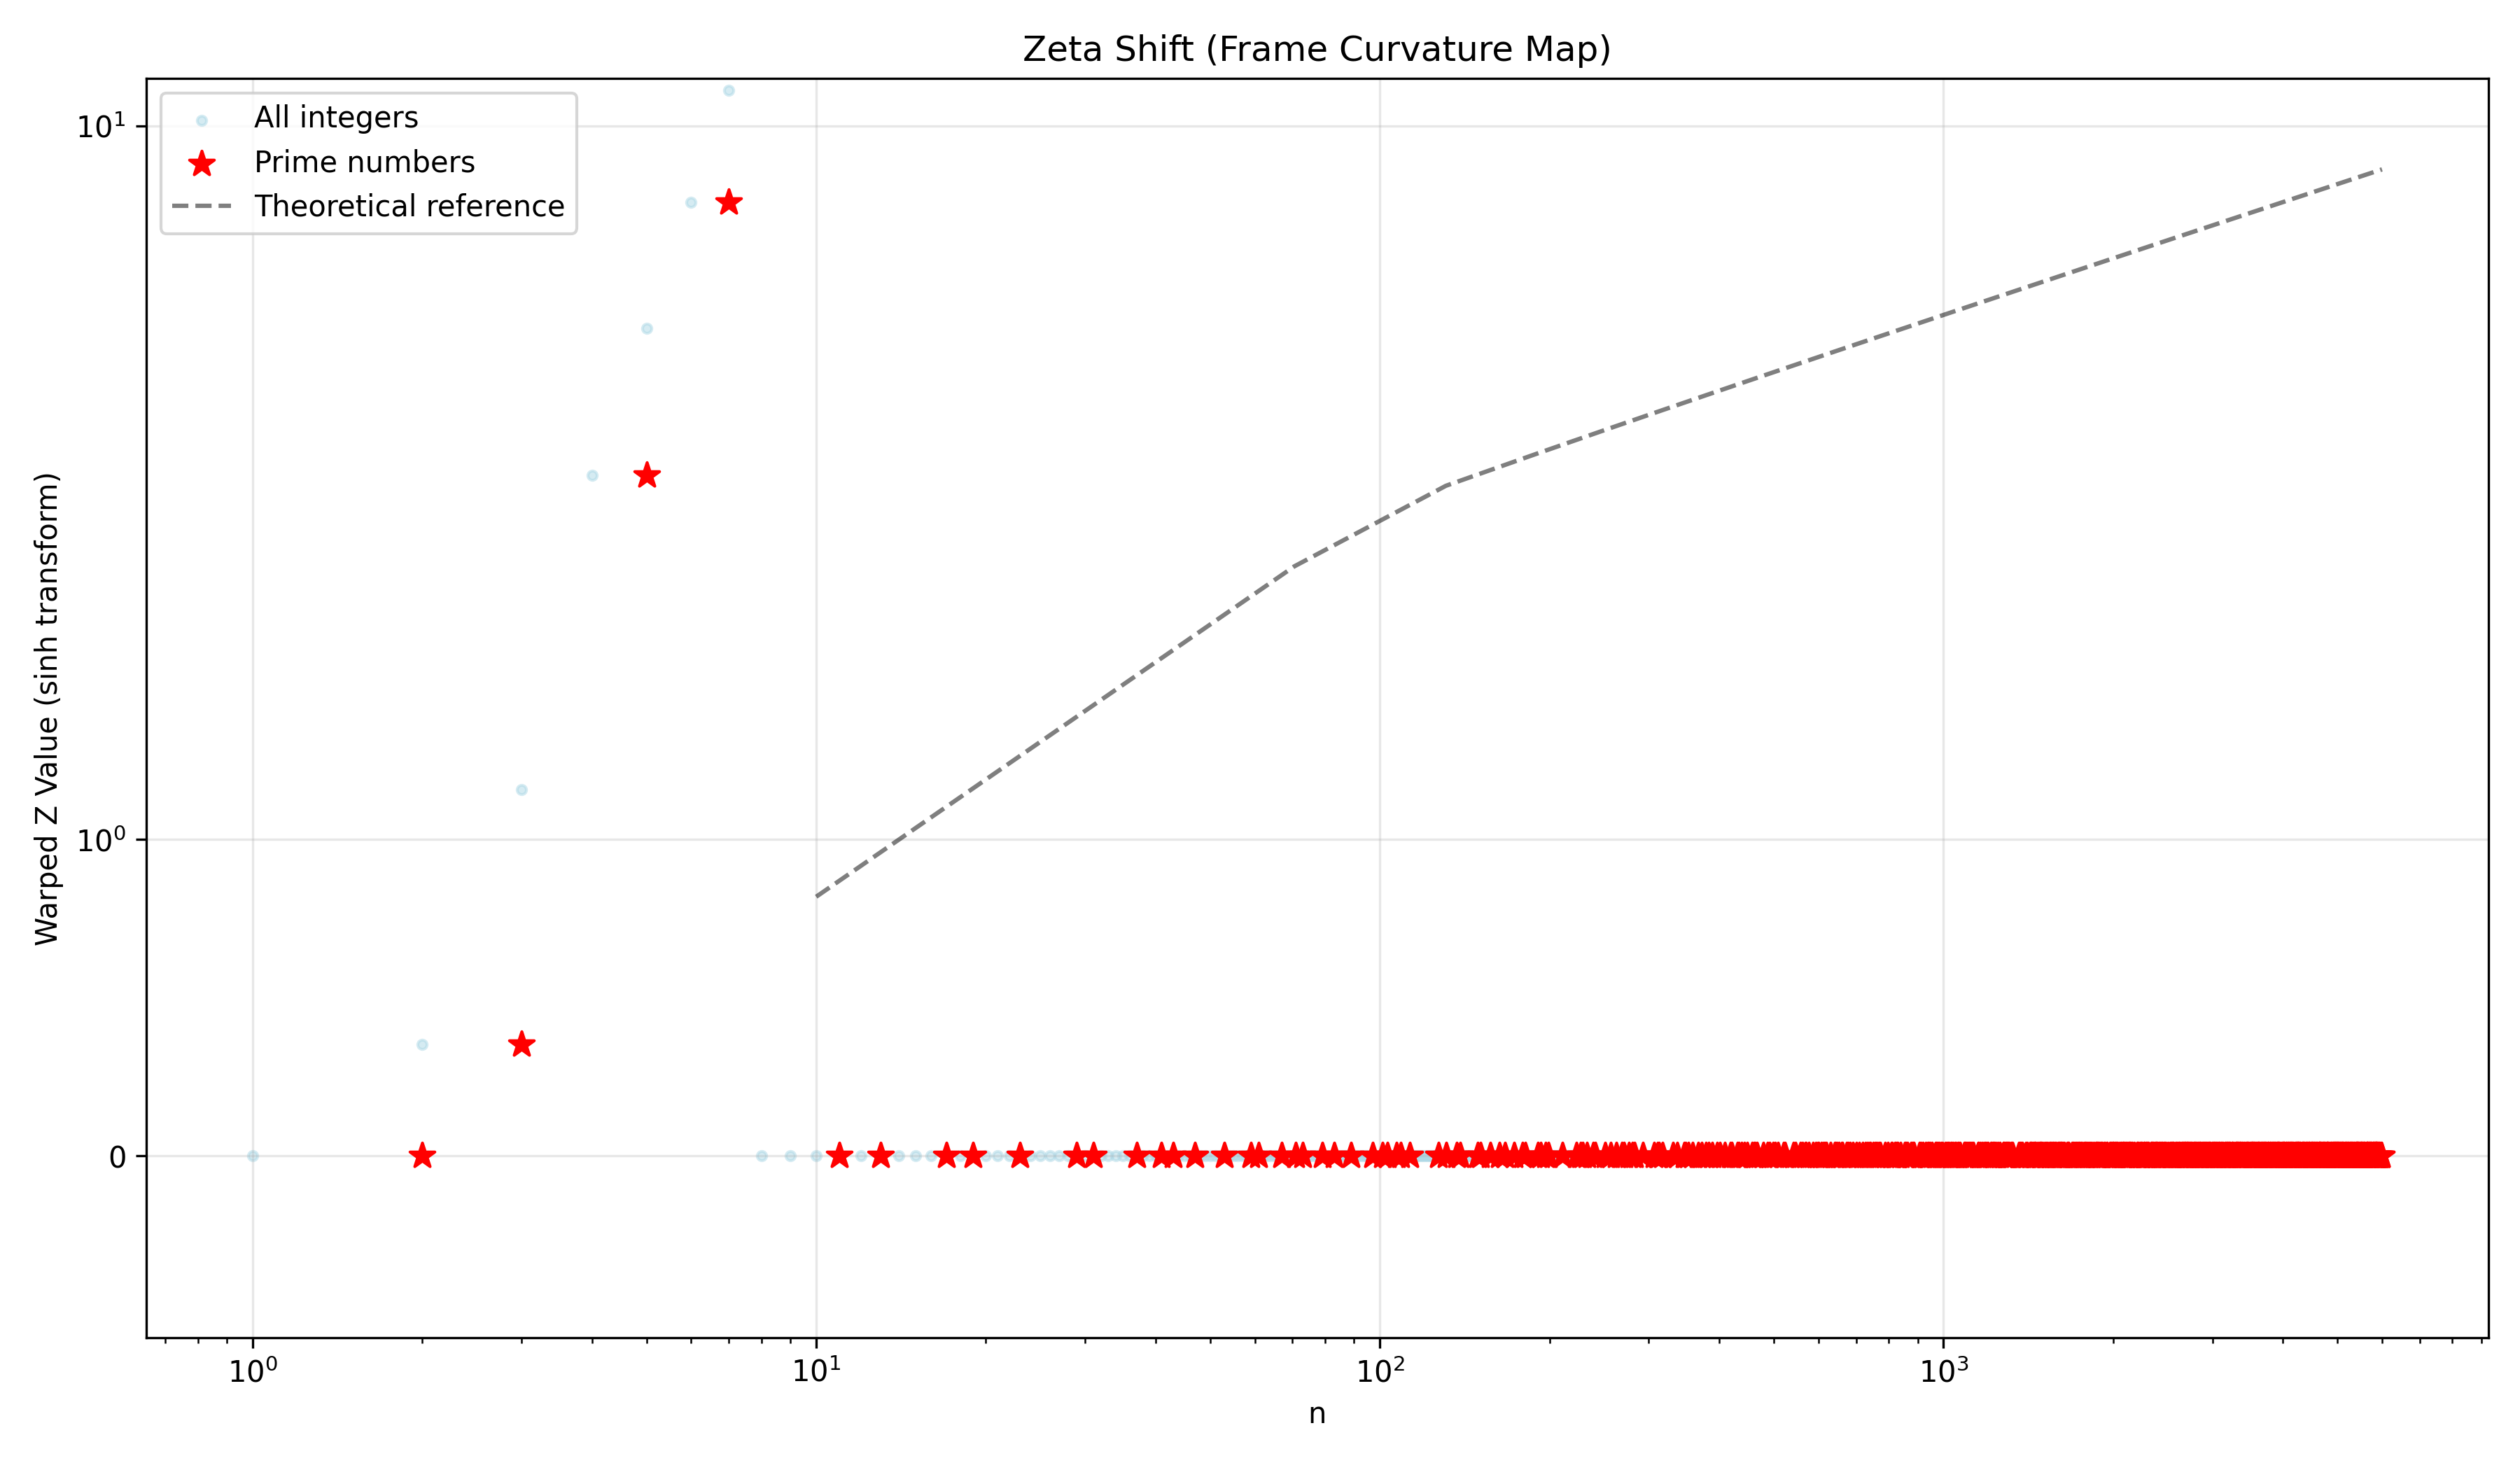 Zeta Shift (Frame Curvature Map)
All integers
Prime numbers
Theoretical reference
Warped Z Value (sinh transform)
10¹
10⁰
0
10⁰ 10¹ 10² 10³
n